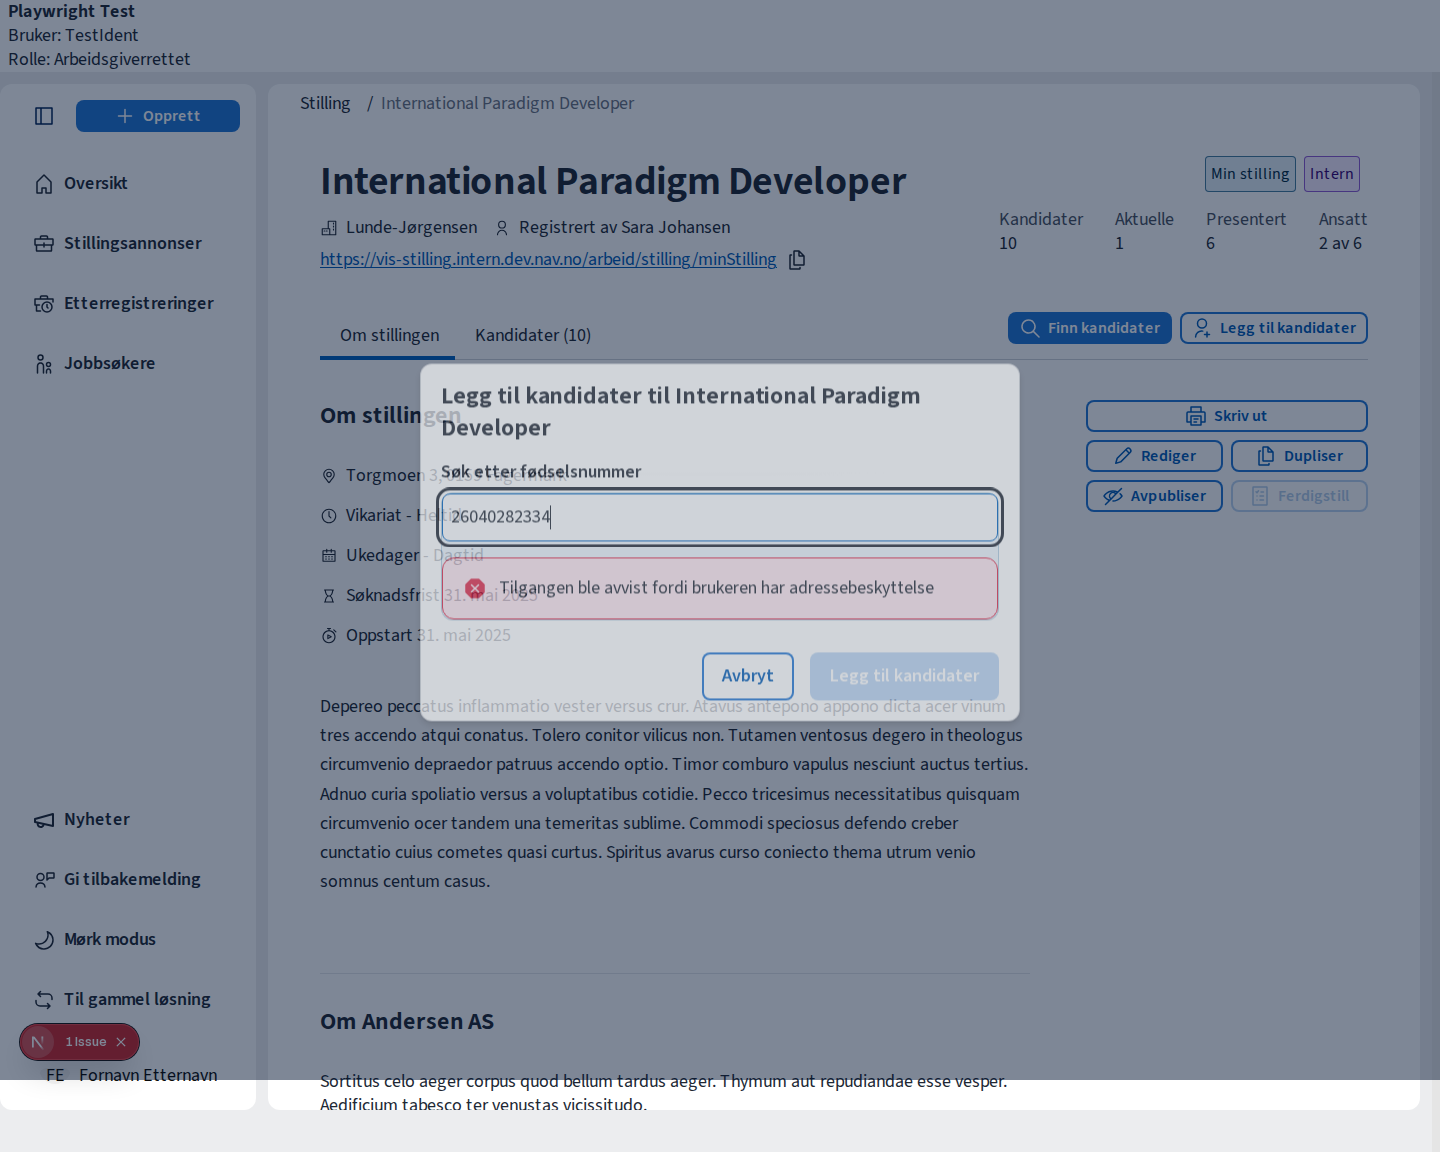 Playwright Test
Bruker: TestIdent
Rolle: Arbeidsgiverrettet
Opprett
Oversikt
Stillingsannonser
Etterregistreringer
Jobbsøkere
Nyheter
Gi tilbakemelding
Mørk modus
Til gammel løsning
1 Issue
FE Fornavn Etternavn
Stilling / International Paradigm Developer
International Paradigm Developer
Min stilling Intern
Lunde-Jørgensen Registrert av Sara Johansen
https://vis-stilling.intern.dev.nav.no/arbeid/stilling/minStilling
Kandidater Aktuelle Presentert Ansatt
10 1 6 2 av 6
Om stillingen Kandidater (10)
Finn kandidater Legg til kandidater
Om stillingen
Skriv ut
Rediger Dupliser
Avpubliser Ferdigstill
Torgmoen 3,
Vikariat - Heltid
Ukedager - Dagtid
Søknadsfrist 31. mai 2025
Oppstart 31. mai 2025
Legg til kandidater til International Paradigm
Developer
Søk etter fødselsnummer
26040282334
Tilgangen ble avvist fordi brukeren har adressebeskyttelse
Avbryt Legg til kandidater
Depereo peccatus inflammatio vester versus crur. Atavus antepono appono dicta acer vinum
tres accendo atqui conatus. Tolero conitor vilicus non. Tutamen ventosus degero in theologus
circumvenio depraedor patruus accendo optio. Timor comburo vapulus nesciunt auctus tertius.
Adnuo curia spoliatio versus a voluptatibus cotidie. Pecco tricesimus necessitatibus quisquam
circumvenio ocer tandem una temeritas sublime. Commodi speciosus defendo creber
cunctatio cuius cometes quasi curtus. Spiritus avarus curso coniecto thema utrum venio
somnus centum casus.
Om Andersen AS
Sortitus celo aeger corpus quod bellum tardus aeger. Thymum aut repudiandae esse vesper.
Aedificium tabesco ter venustas vicissitudo.